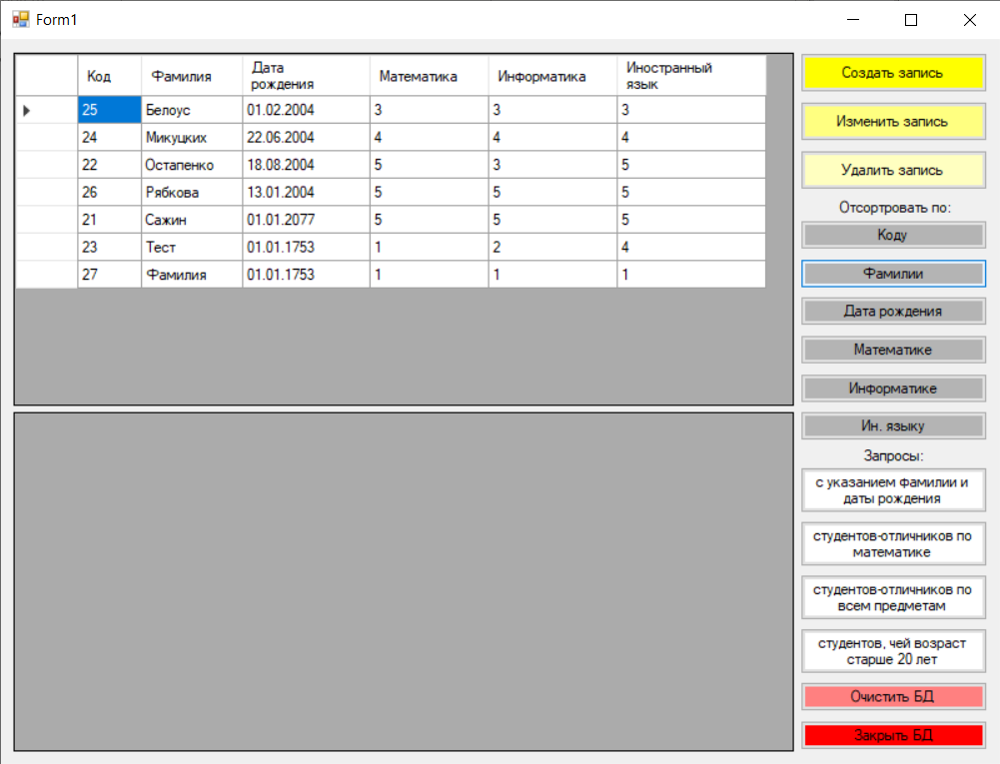 Form1
Код Фамилия Дата рождения Математика Информатика Иностранный язык
25 Белоус 01.02.2004 3 3 3
24 Микуцких 22.06.2004 4 4 4
22 Остапенко 18.08.2004 5 3 5
26 Рябкова 13.01.2004 5 5 5
21 Сажин 01.01.2077 5 5 5
23 Тест 01.01.1753 1 2 4
27 Фамилия 01.01.1753 1 1 1
Создать запись
Изменить запись
Удалить запись
Отсортровать по:
Коду
Фамилии
Дата рождения
Математике
Информатике
Ин. языку
Запросы:
с указанием фамилии и
даты рождения
студентов-отличников по
математике
студентов-отличников по
всем предметам
студентов, чей возраст
старше 20 лет
Очистить БД
Закрыть БД